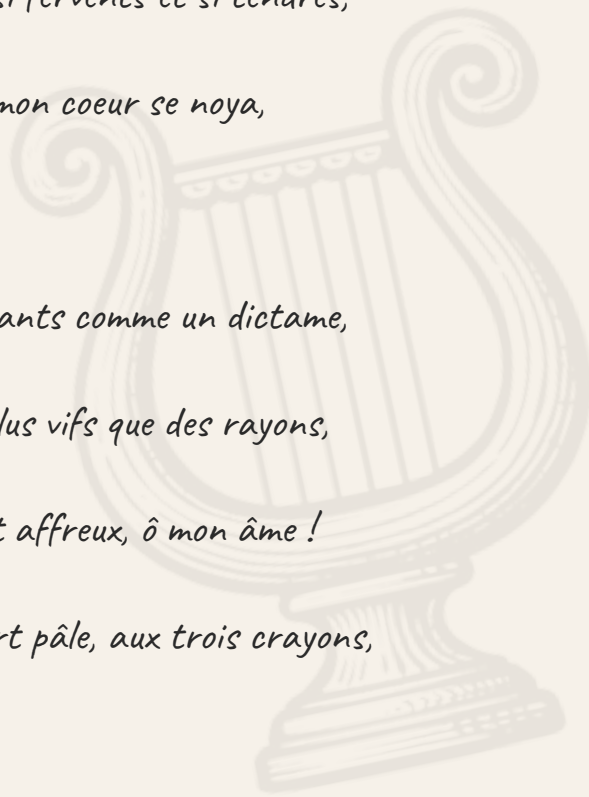 si fervents et si tendres,
mon coeur se noya,
ants comme un dictame,
lus vifs que des rayons,
t affreux, ô mon âme !
rt pâle, aux trois crayons,